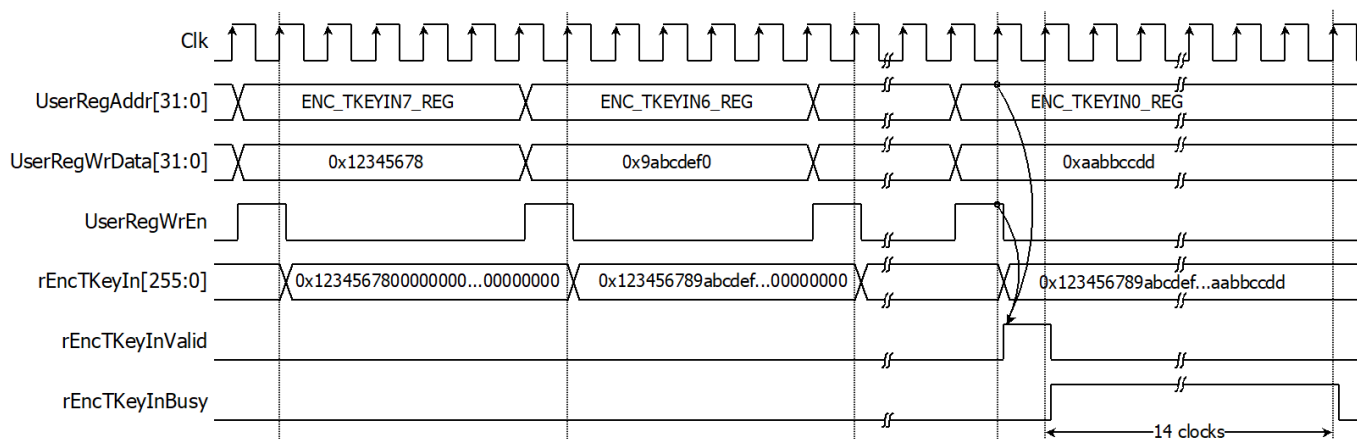 Clk
UserRegAddr[31:0] ENC_TKEYIN7_REG ENC_TKEYIN6_REG ENC_TKEYIN0_REG
UserRegWrData[31:0] 0x12345678 0x9abcdef0 0xaabbccdd
UserRegWrEn
rEncTKeyIn[255:0] 0x1234567800000000...00000000 0x123456789abcdef...00000000 0x123456789abcdef...aabbccdd
rEncTKeyInValid
rEncTKeyInBusy
14 clocks